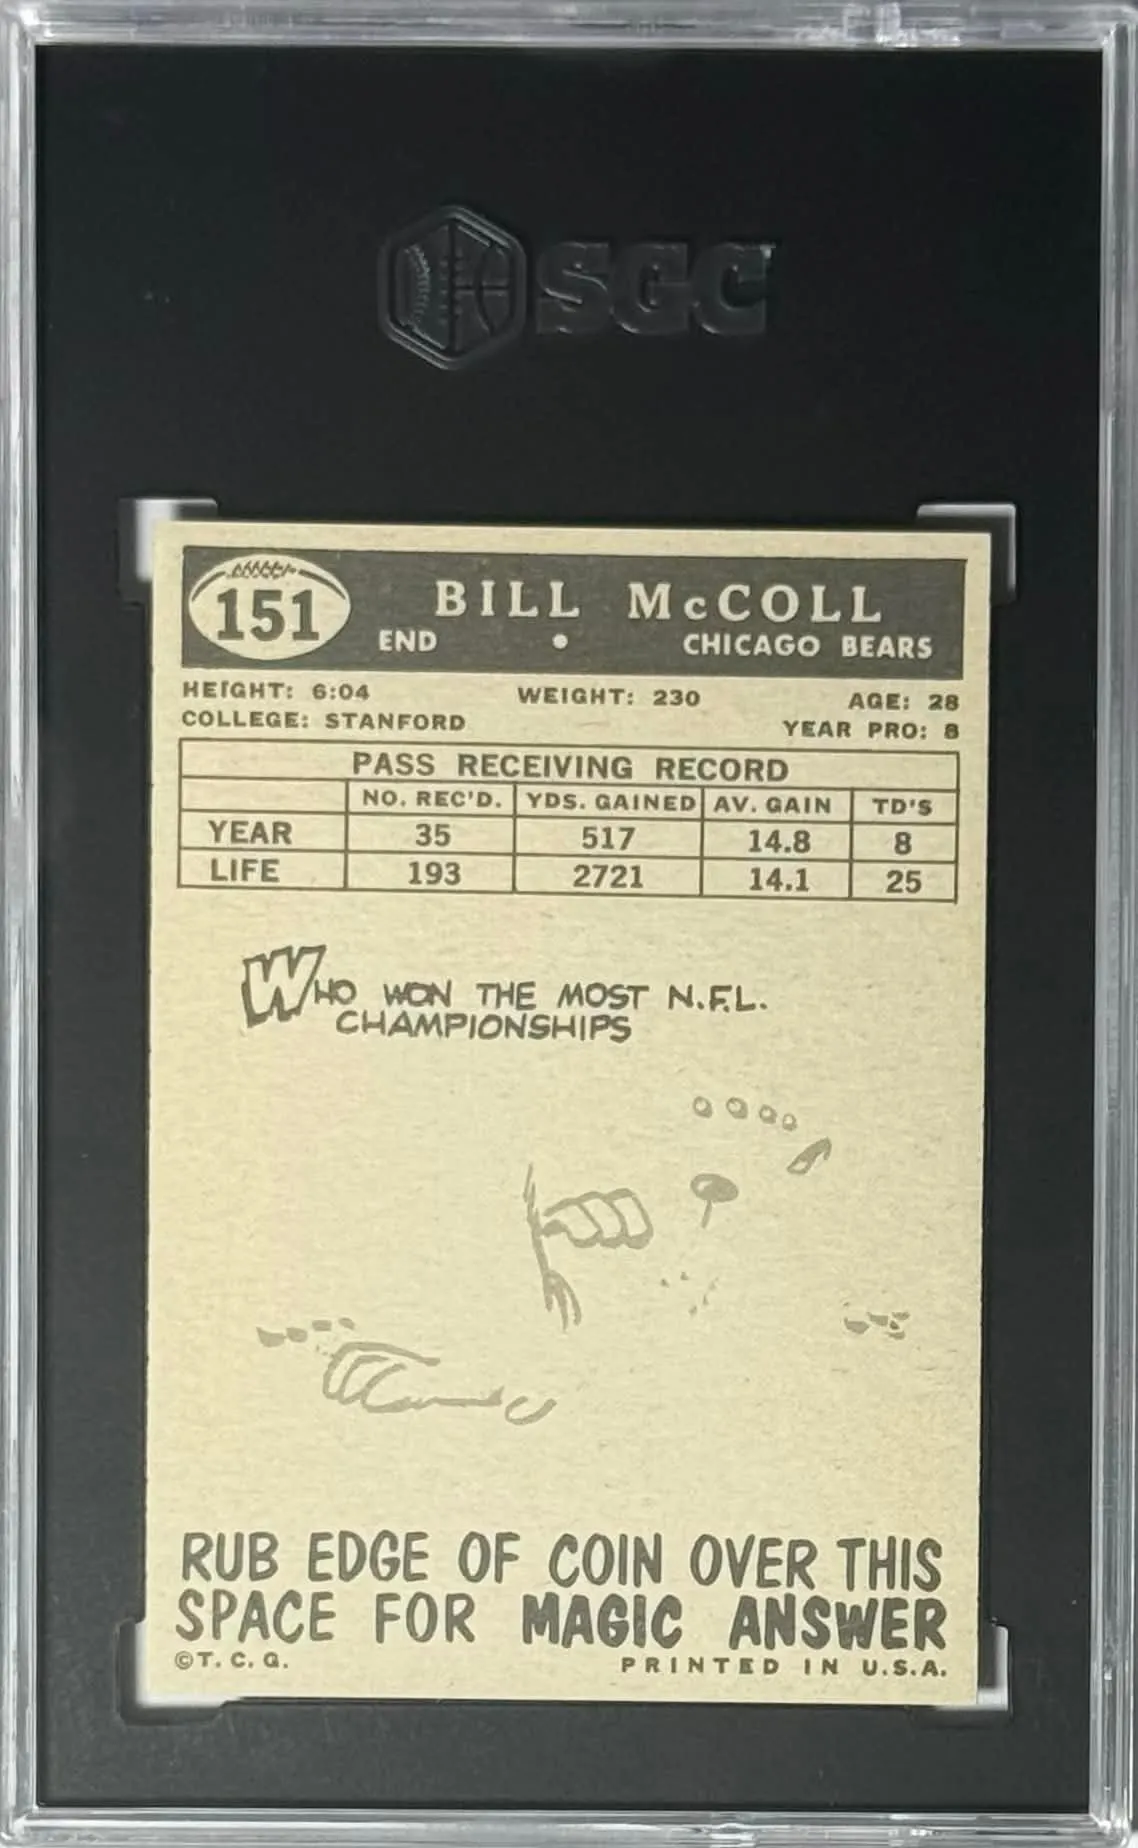 SGC
151
BILL McCOLL
END • CHICAGO BEARS
HEIGHT: 6:04 WEIGHT: 230 AGE: 28
COLLEGE: STANFORD YEAR PRO: 8
PASS RECEIVING RECORD
NO. REC'D. YDS. GAINED AV. GAIN TD'S
YEAR 35 517 14.8 8
LIFE 193 2721 14.1 25
WHO WON THE MOST N.F.L.
CHAMPIONSHIPS
RUB EDGE OF COIN OVER THIS
SPACE FOR MAGIC ANSWER
©T. C. G. PRINTED IN U.S.A.